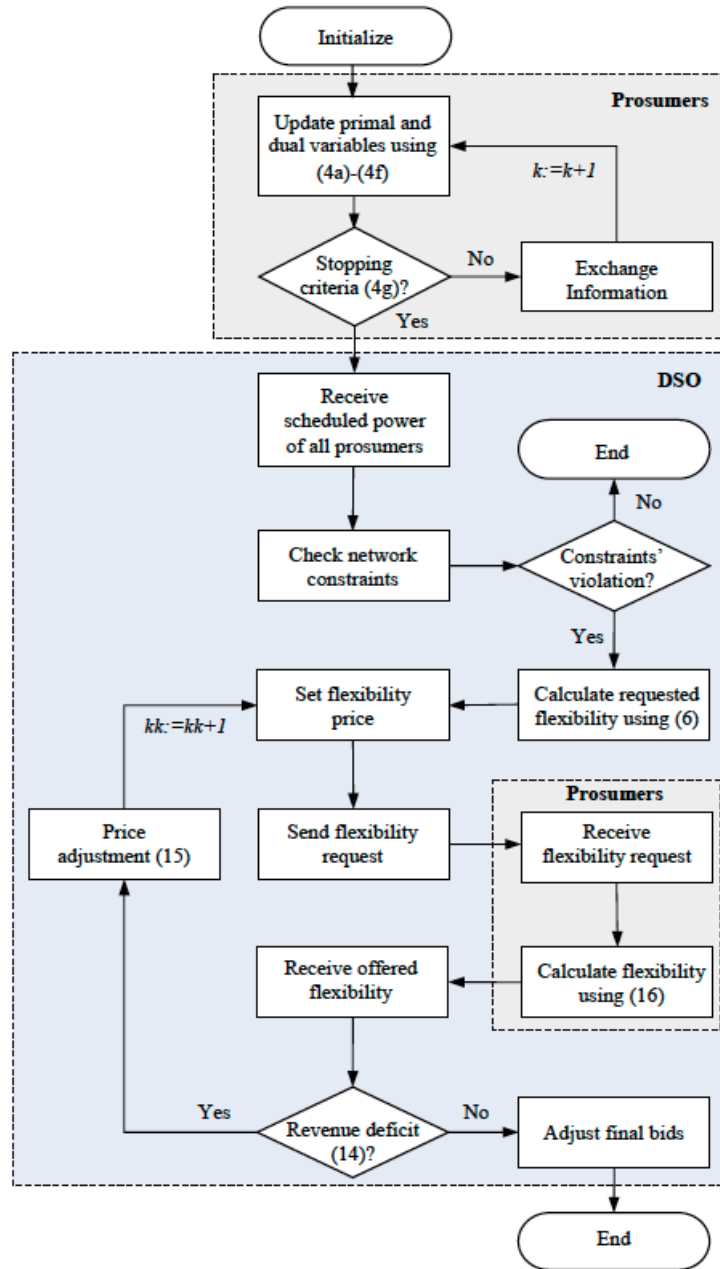 Initialize
Prosumers
Update primal and
dual variables using
(4a)-(4f)
k:=k+1
Stopping
criteria (4g)?
No
Exchange
Information
Yes
DSO
Receive
scheduled power
of all prosumers
End
No
Check network
constraints
Constraints’
violation?
Yes
Set flexibility
price
Calculate requested
flexibility using (6)
kk:=kk+1
Prosumers
Price
adjustment (15)
Send flexibility
request
Receive
flexibility request
Receive offered
flexibility
Calculate flexibility
using (16)
Yes
Revenue deficit
(14)?
No
Adjust final bids
End